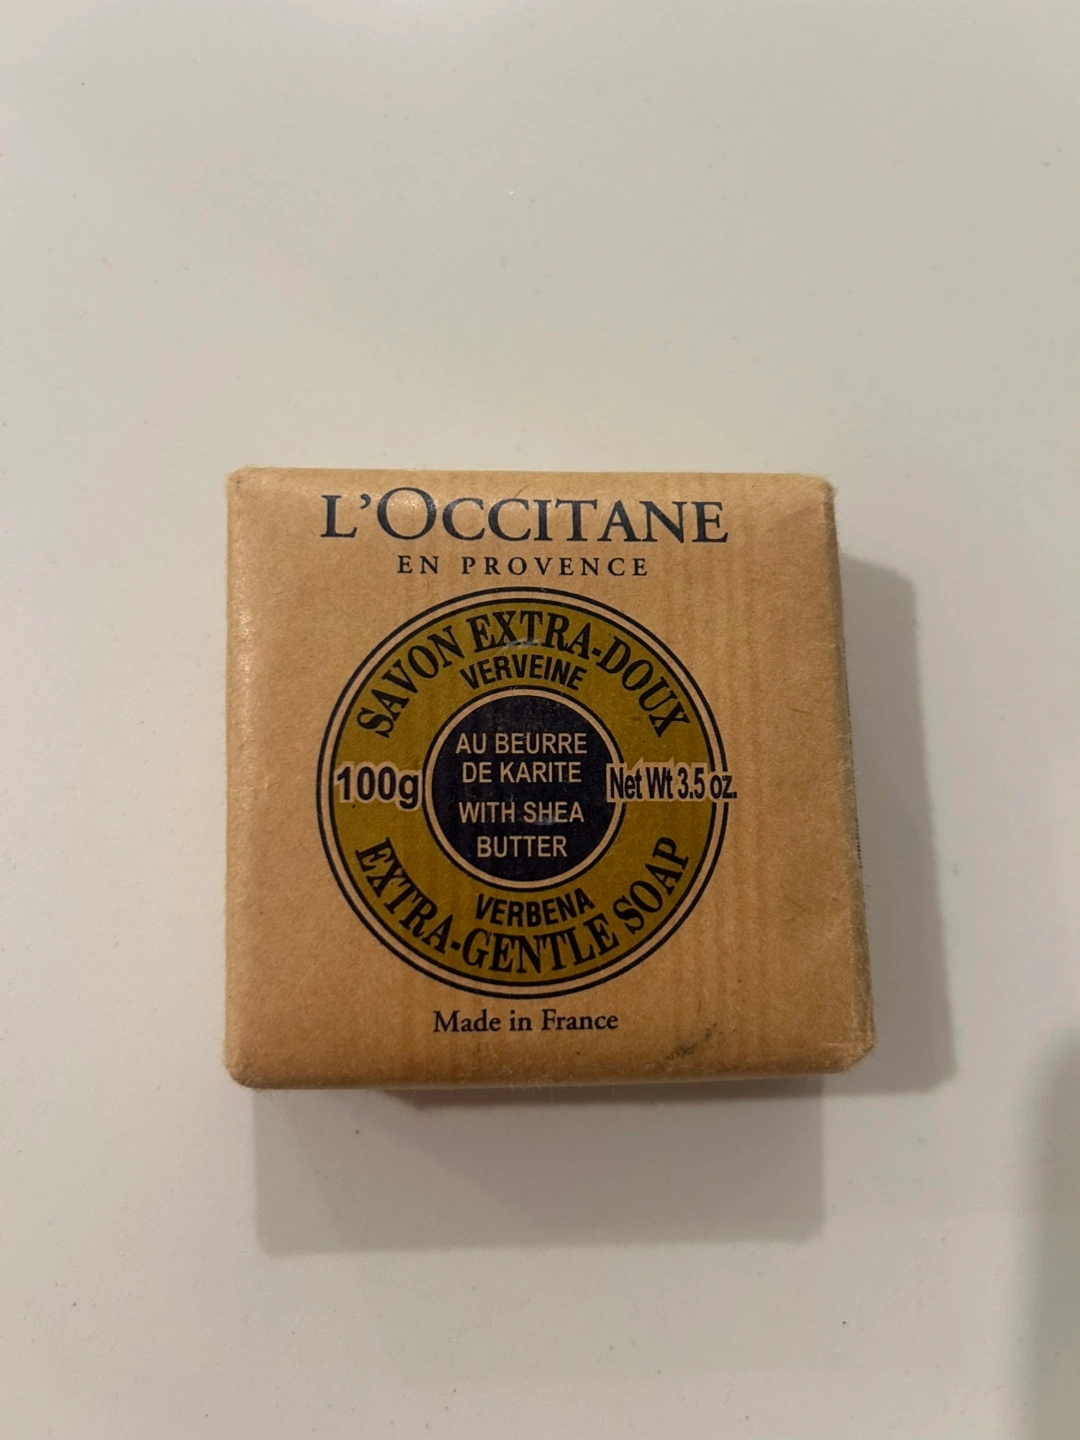 L'OCCITANE
EN PROVENCE
SAVON EXTRA-DOUX
VERVEINE
AU BEURRE
DE KARITE
WITH SHEA
BUTTER
100g
Net Wt 3.5 oz.
VERBENA
EXTRA-GENTLE SOAP
Made in France